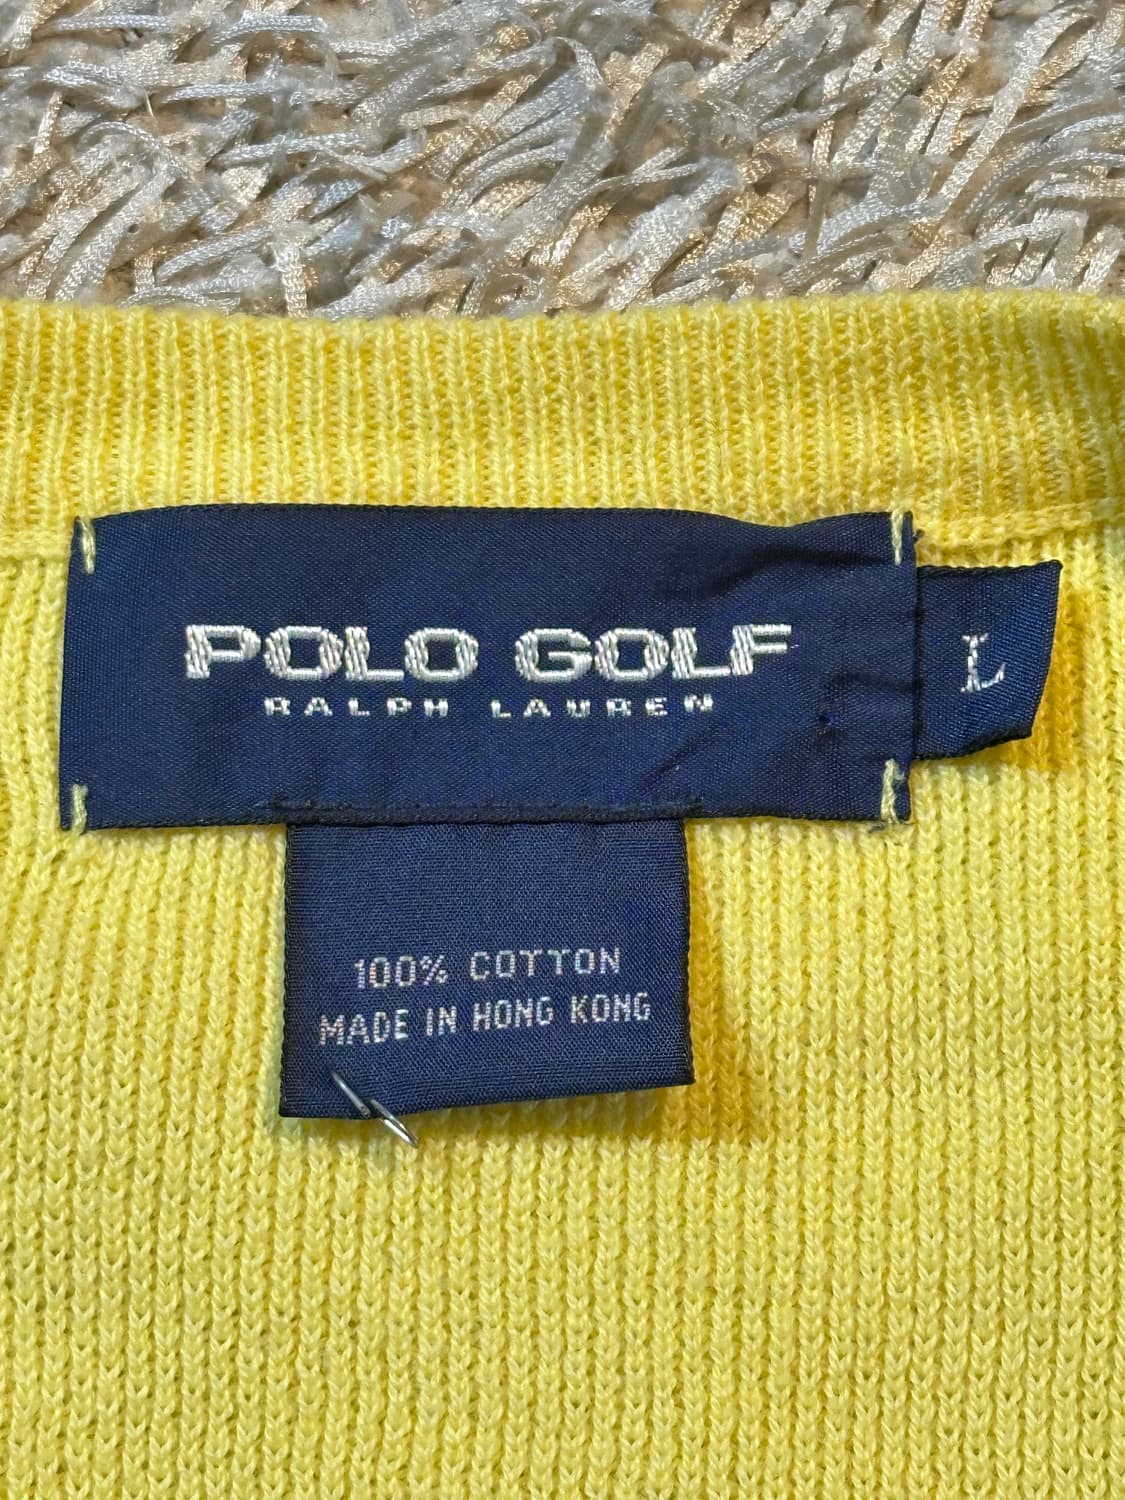 POLO GOLF
RALPH LAUREN
L
100% COTTON
MADE IN HONG KONG